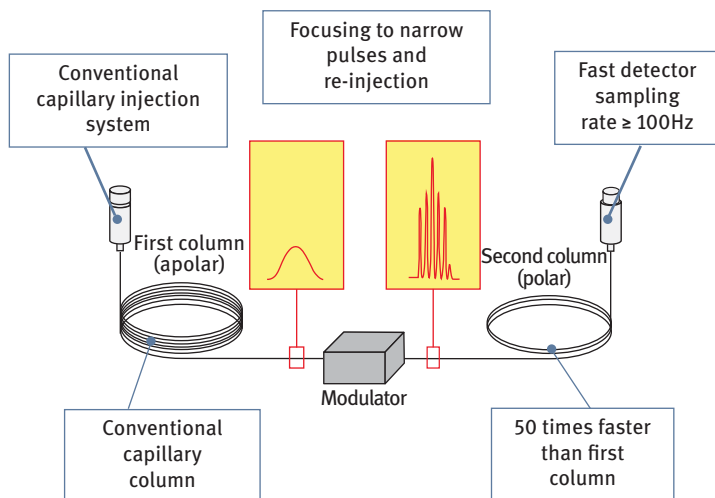 Focusing to narrow
pulses and
re-injection
Conventional
capillary injection
system
Fast detector
sampling
rate ≥ 100Hz
First column
(apolar)
Second column
(polar)
Modulator
Conventional
capillary
column
50 times faster
than first
column